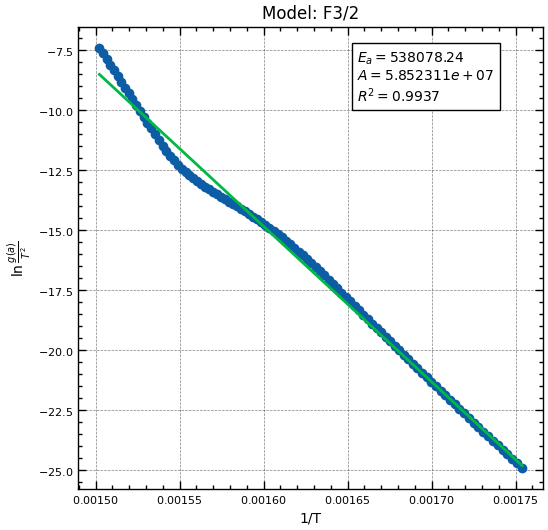 Model: F3/2
E_a = 538078.24
A = 5.852311e + 07
R^2 = 0.9937
−7.5
−10.0
−12.5
−15.0
−17.5
−20.0
−22.5
−25.0
ln g(a)/T^2
0.00150 0.00155 0.00160 0.00165 0.00170 0.00175
1/T